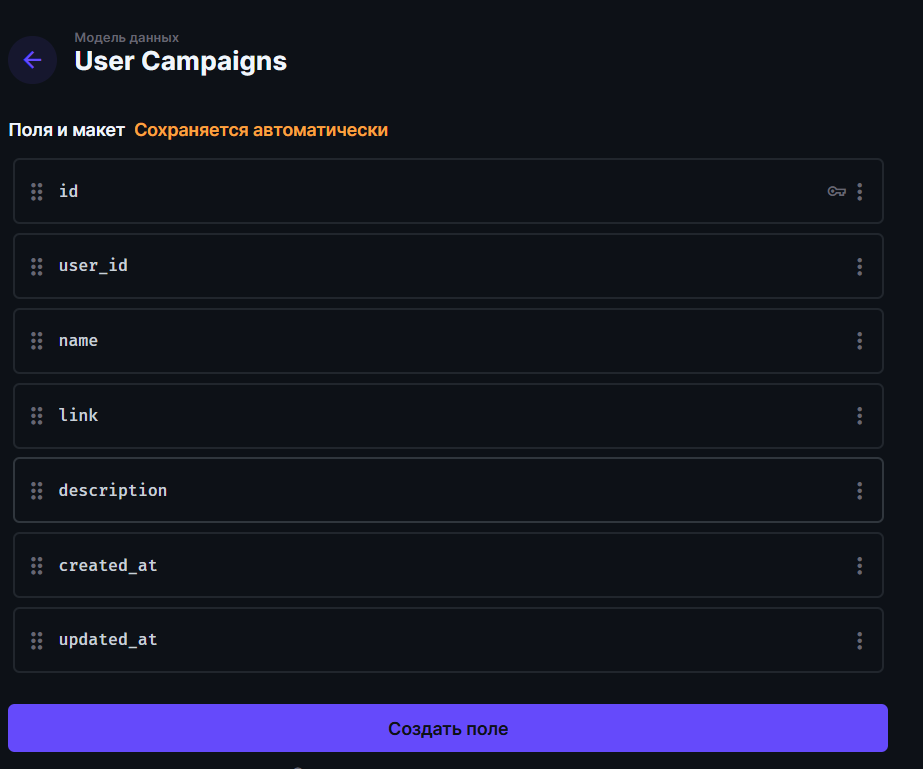 Модель данных
User Campaigns
Поля и макет Сохраняется автоматически
id
user_id
name
link
description
created_at
updated_at
Создать поле